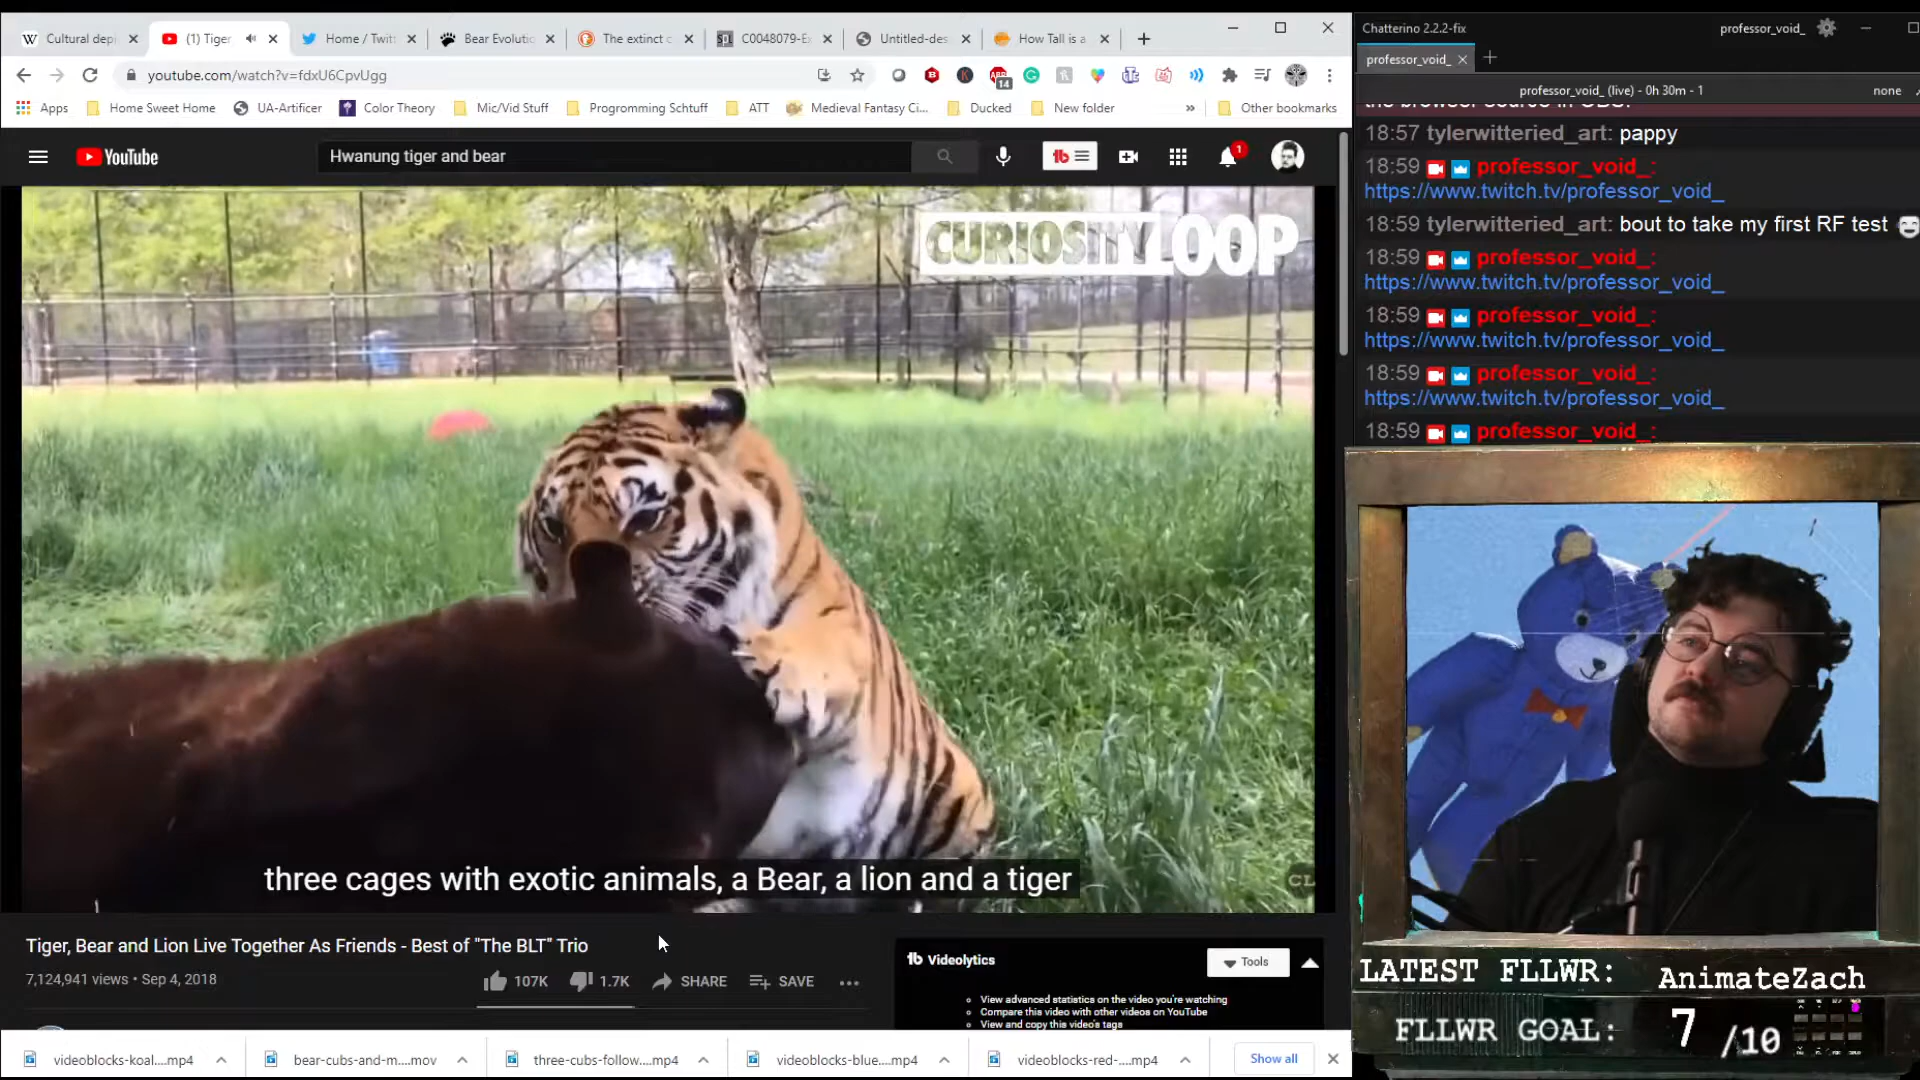 Cultural dep
(1) Tiger,
Home / Twitt
Bear Evolutio
The extinct c
C0048079-E
Untitled-des
How Tall is a
youtube.com/watch?v=fdxU6CpvUgg
14
Apps
Home Sweet Home
UA-Artificer
Color Theory
Mic/Vid Stuff
Programming Schtuff
ATT
Medieval Fantasy Ci...
Ducked
New folder
»
Other bookmarks
YouTube
Hwanung tiger and bear
1
CURIOSITY LOOP
three cages with exotic animals, a Bear, a lion and a tiger
CL
Tiger, Bear and Lion Live Together As Friends - Best of "The BLT" Trio
7,124,941 views • Sep 4, 2018
107K
1.7K
SHARE
SAVE
Videolytics
Tools
View advanced statistics on the video you're watching
Compare this video with other videos on YouTube
View and copy this video's tags
videoblocks-koal....mp4
bear-cubs-and-m....mov
three-cubs-follow....mp4
videoblocks-blue....mp4
videoblocks-red-....mp4
Show all
Chatterino 2.2.2-fix
professor_void_
professor_void_
professor_void_ (live) - 0h 30m - 1
none
the browser source in OBS.
18:57 tylerwitteried_art: pappy
18:59 professor_void_:
https://www.twitch.tv/professor_void_
18:59 tylerwitteried_art: bout to take my first RF test
18:59 professor_void_:
https://www.twitch.tv/professor_void_
18:59 professor_void_:
https://www.twitch.tv/professor_void_
18:59 professor_void_:
https://www.twitch.tv/professor_void_
18:59 professor_void_:
LATEST FLLWR: AnimateZach
FLLWR GOAL: 7 /10